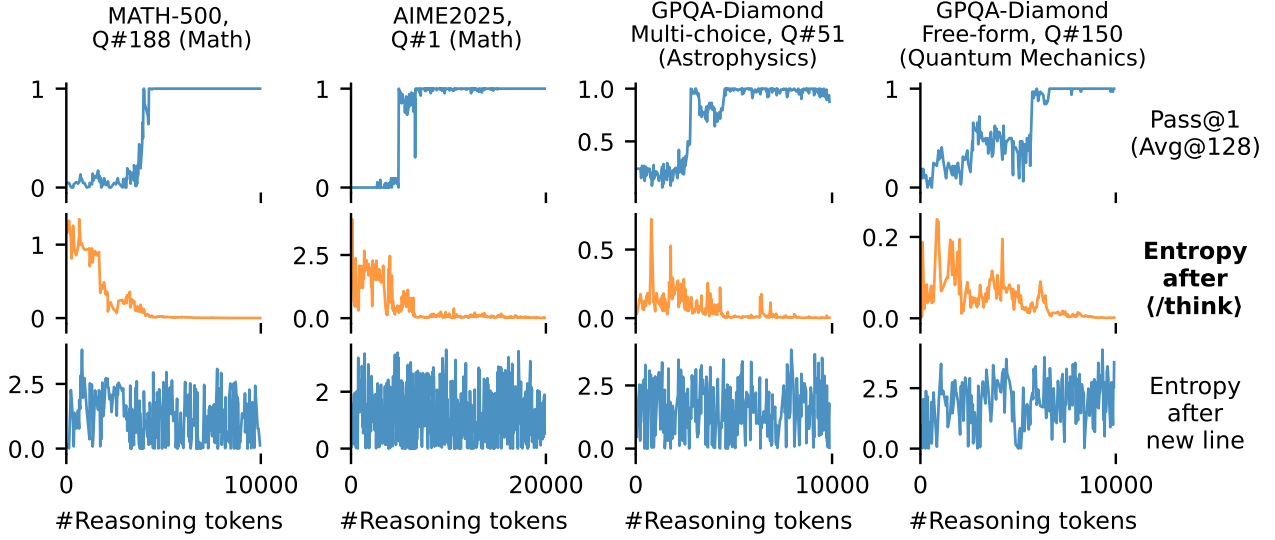 MATH-500,
Q#188 (Math)
AIME2025,
Q#1 (Math)
GPQA-Diamond
Multi-choice, Q#51
(Astrophysics)
GPQA-Diamond
Free-form, Q#150
(Quantum Mechanics)
1
0
1
0
1.0
0.5
1
0
Pass@1
(Avg@128)
1
0
2.5
0.0
0.5
0.0
0.2
0.0
Entropy
after
⟨/think⟩
2.5
0.0
2
0
2.5
0.0
2.5
0.0
Entropy
after
new line
0
10000
0
20000
0
10000
0
10000
#Reasoning tokens
#Reasoning tokens
#Reasoning tokens
#Reasoning tokens